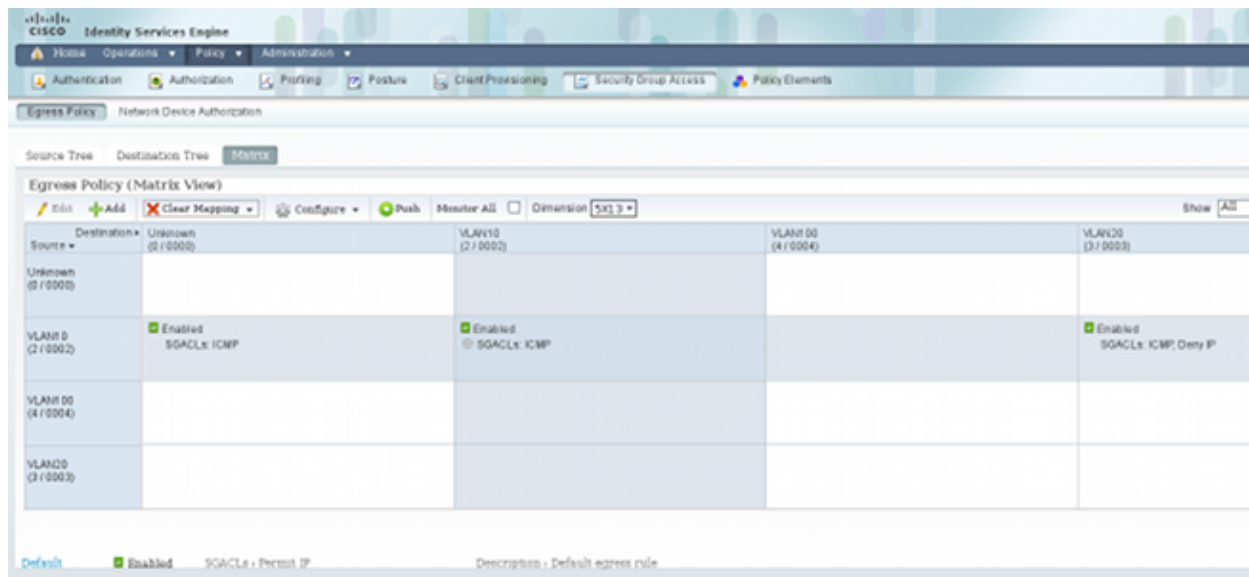 cisco Identity Services Engine
Home Operations Policy Administration
Authentication Authorization Profiling Posture Client Provisioning Security Group Access Policy Elements
Egress Policy Network Device Authorization
Source Tree Destination Tree Matrix
Egress Policy (Matrix View)
Edit Add Clear Mapping Configure Push Monitor All Dimension 5X13 Show All
Destination Unknown VLAN10 VLAN100 VLAN20
Source (0 / 0000) (2 / 0002) (4 / 0004) (3 / 0003)
Unknown
(0 / 0000)
VLAN10 Enabled Enabled Enabled
(2 / 0002) SGACLs: ICMP SGACLs: ICMP SGACLs: ICMP, Deny IP
VLAN100
(4 / 0004)
VLAN20
(3 / 0003)
Default Enabled SGACLs : Permit IP Description : Default egress rule